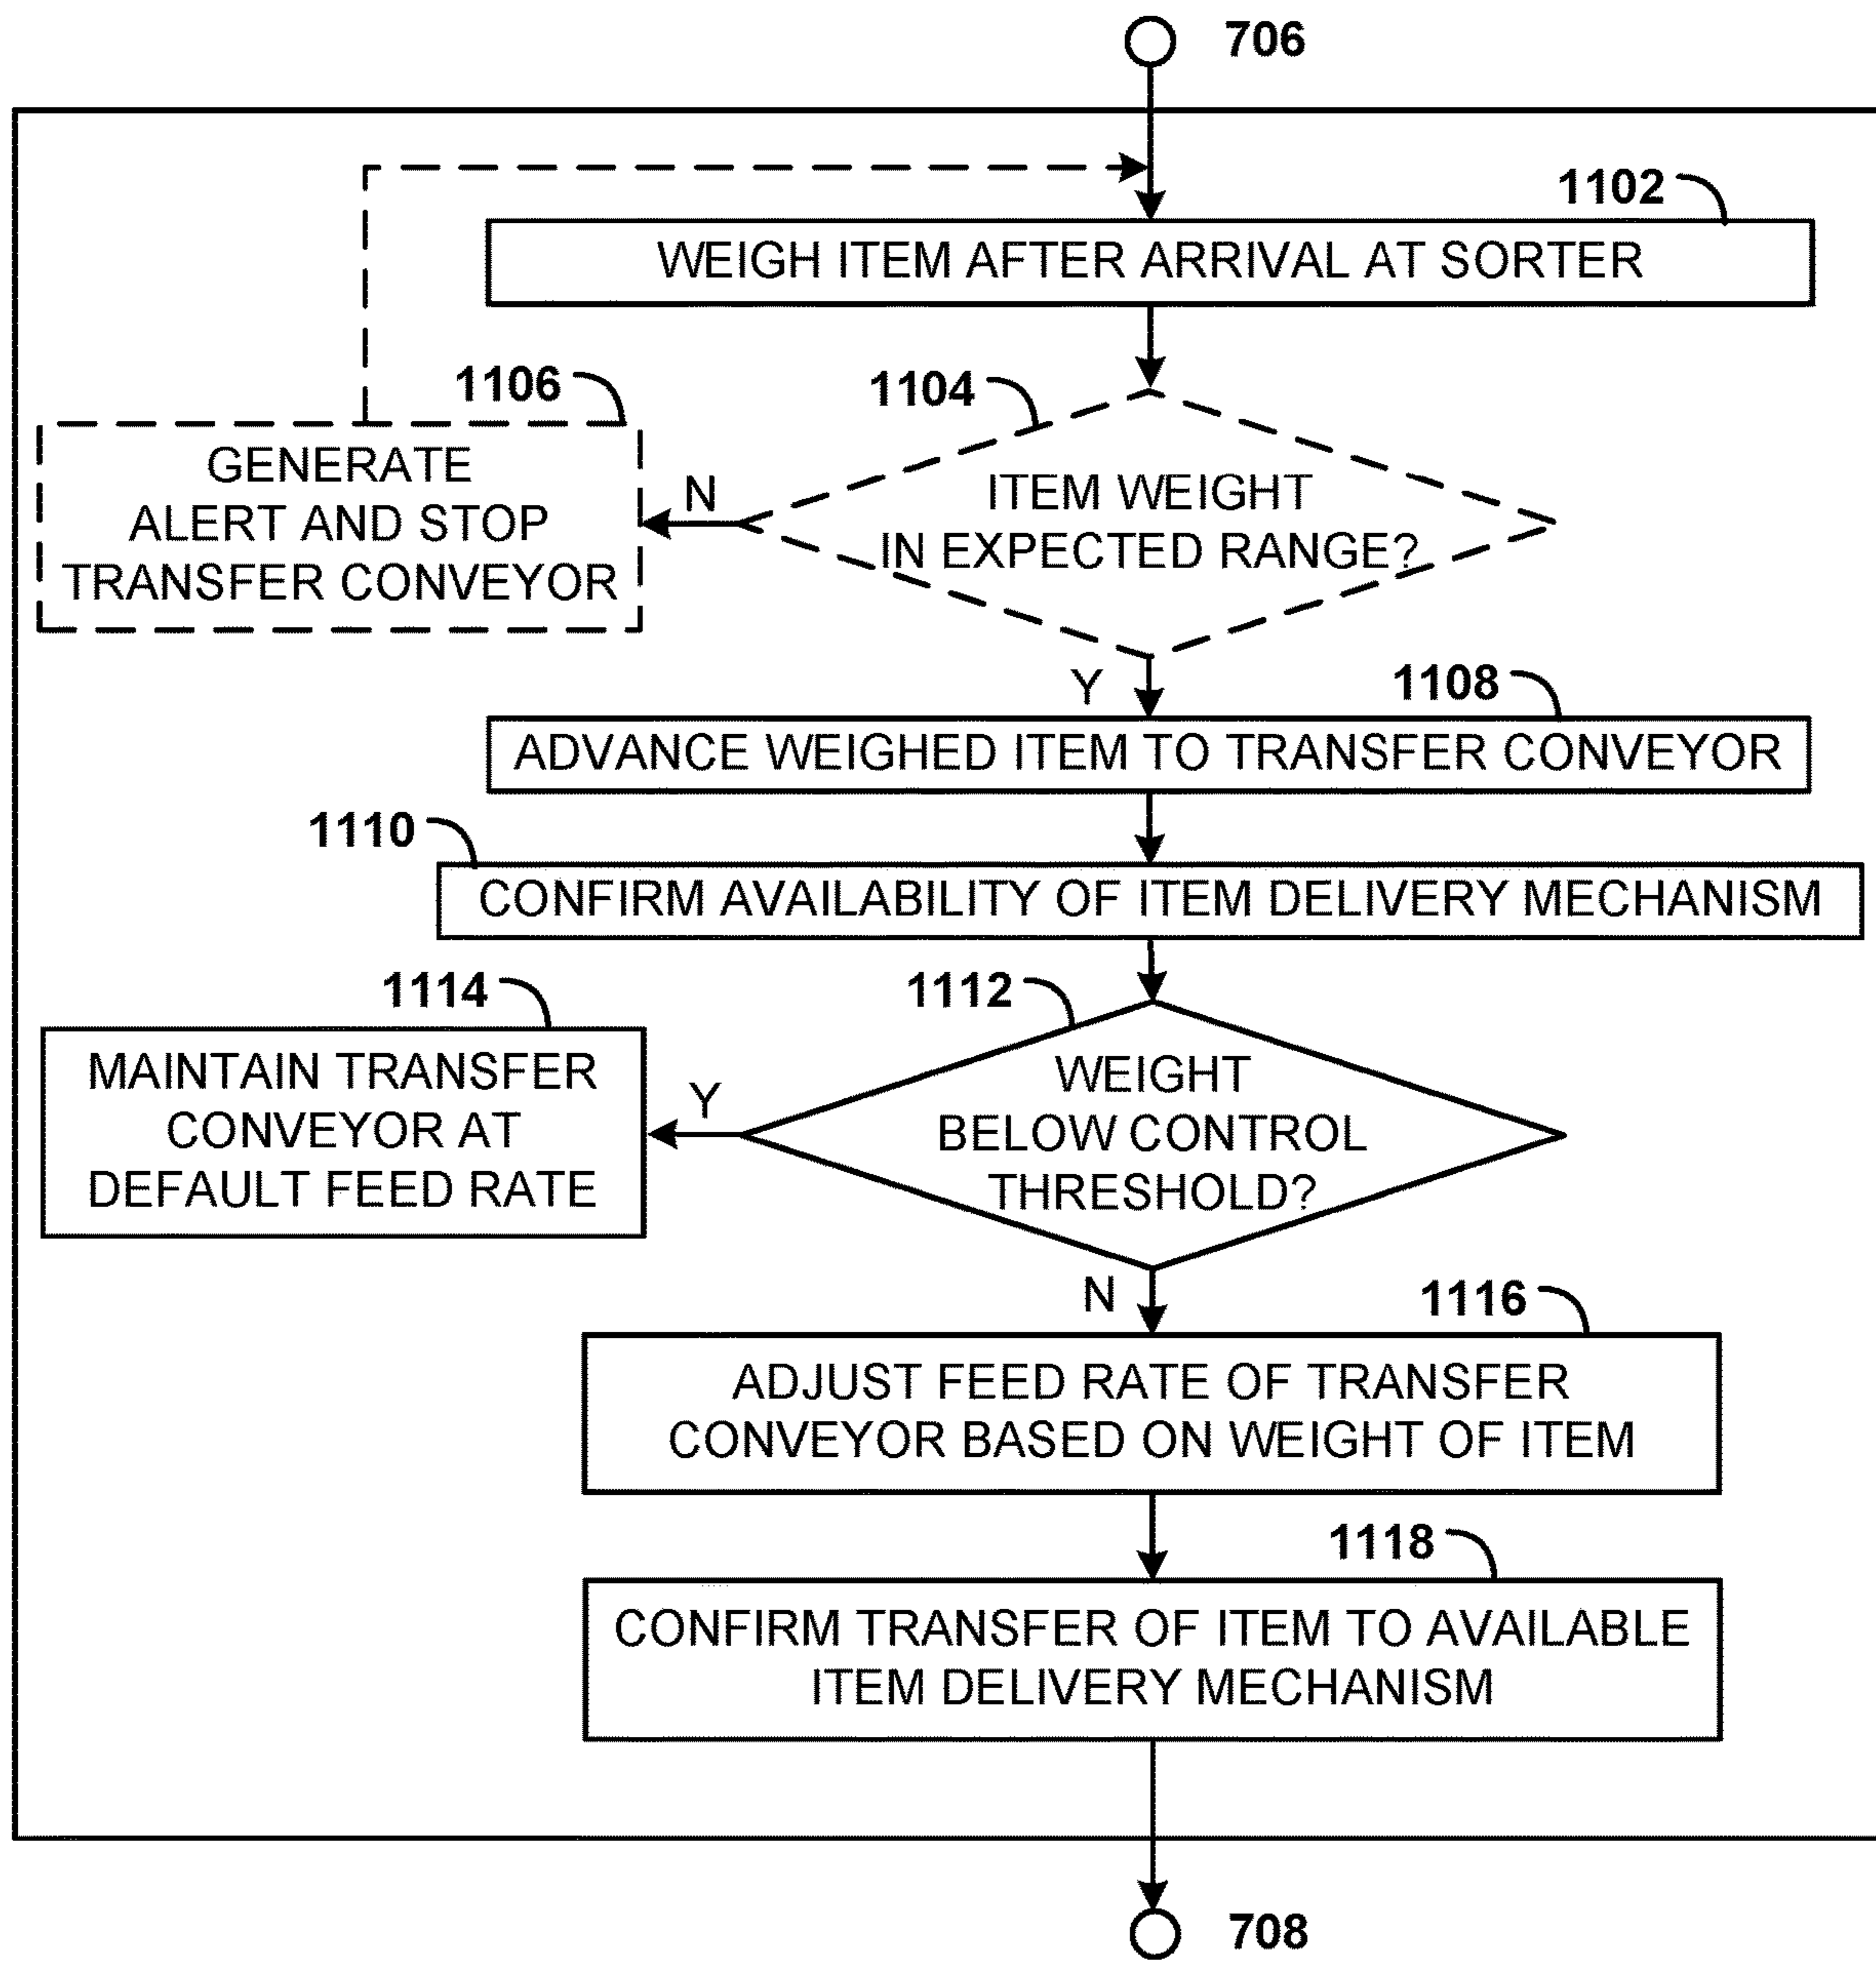 706
1102
WEIGH ITEM AFTER ARRIVAL AT SORTER
1106
GENERATE
ALERT AND STOP
TRANSFER CONVEYOR
N
1104
ITEM WEIGHT
IN EXPECTED RANGE?
Y
1108
ADVANCE WEIGHED ITEM TO TRANSFER CONVEYOR
1110
CONFIRM AVAILABILITY OF ITEM DELIVERY MECHANISM
1114
MAINTAIN TRANSFER
CONVEYOR AT
DEFAULT FEED RATE
Y
1112
WEIGHT
BELOW CONTROL
THRESHOLD?
N
1116
ADJUST FEED RATE OF TRANSFER
CONVEYOR BASED ON WEIGHT OF ITEM
1118
CONFIRM TRANSFER OF ITEM TO AVAILABLE
ITEM DELIVERY MECHANISM
708